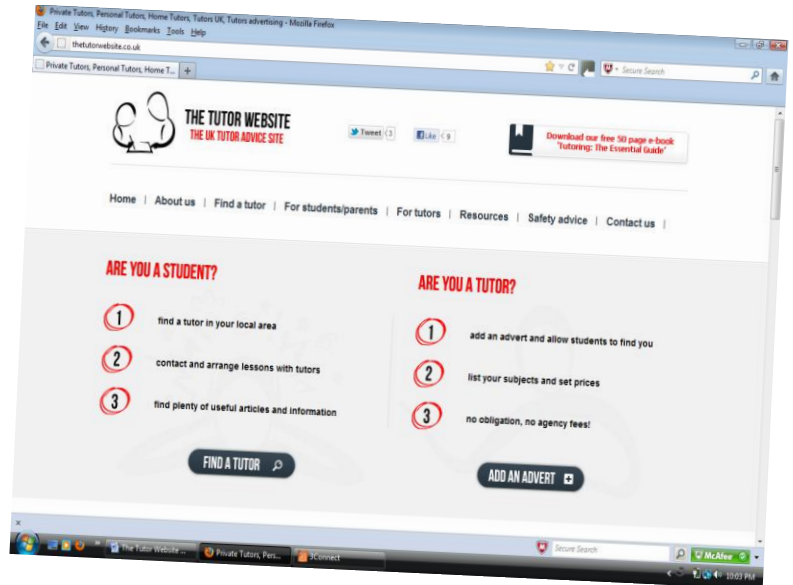 Private Tutors, Personal Tutors, Home Tutors, Tutors UK, Tutors advertising - Mozilla Firefox
File Edit View History Bookmarks Tools Help
thetutorwebsite.co.uk
Secure Search
Private Tutors, Personal Tutors, Home T...
THE TUTOR WEBSITE
THE UK TUTOR ADVICE SITE
Tweet 3
Like 9
Download our free 50 page e-book
"Tutoring: The Essential Guide"
Home | About us | Find a tutor | For students/parents | For tutors | Resources | Safety advice | Contact us |
ARE YOU A STUDENT?
1 find a tutor in your local area
2 contact and arrange lessons with tutors
3 find plenty of useful articles and information
FIND A TUTOR
ARE YOU A TUTOR?
1 add an advert and allow students to find you
2 list your subjects and set prices
3 no obligation, no agency fees!
ADD AN ADVERT
The Tutor Website ...
Private Tutors, Pers...
3Connect
Secure Search
McAfee
10:03 PM